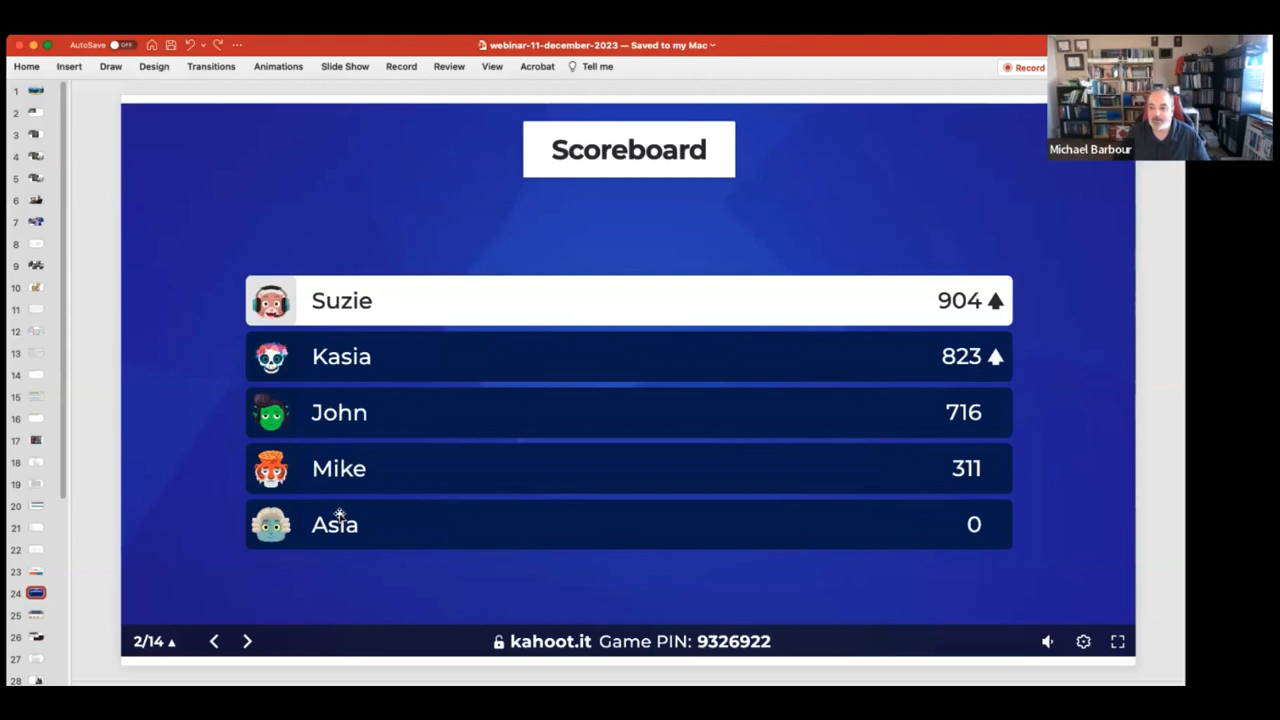 AutoSave OFF
webinar-11-december-2023 — Saved to my Mac
Home Insert Draw Design Transitions Animations Slide Show Record Review View Acrobat Tell me
Record
Michael Barbour
1
2
3
4
5
6
7
8
9
10
11
12
13
14
15
16
17
18
19
20
21
22
23
24
25
26
27
28
Scoreboard
Suzie 904
Kasia 823
John 716
Mike 311
Asia 0
2/14
kahoot.it Game PIN: 9326922